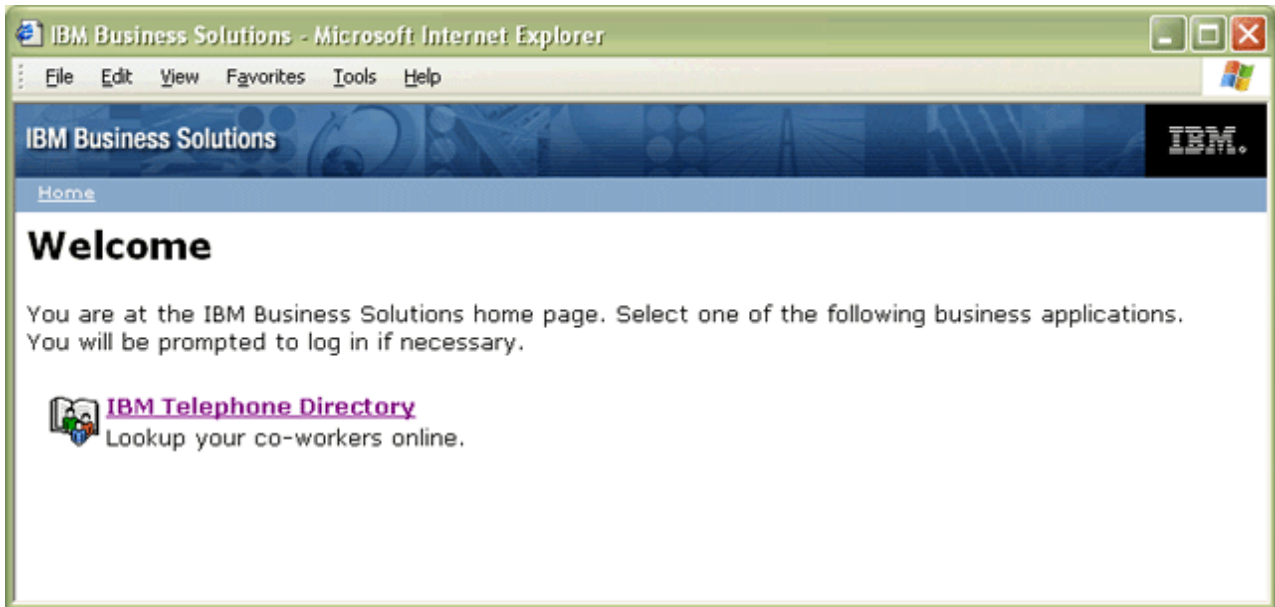 IBM Business Solutions - Microsoft Internet Explorer
File Edit View Favorites Tools Help
IBM Business Solutions IBM.
Home
Welcome
You are at the IBM Business Solutions home page. Select one of the following business applications.
You will be prompted to log in if necessary.
IBM Telephone Directory
Lookup your co-workers online.